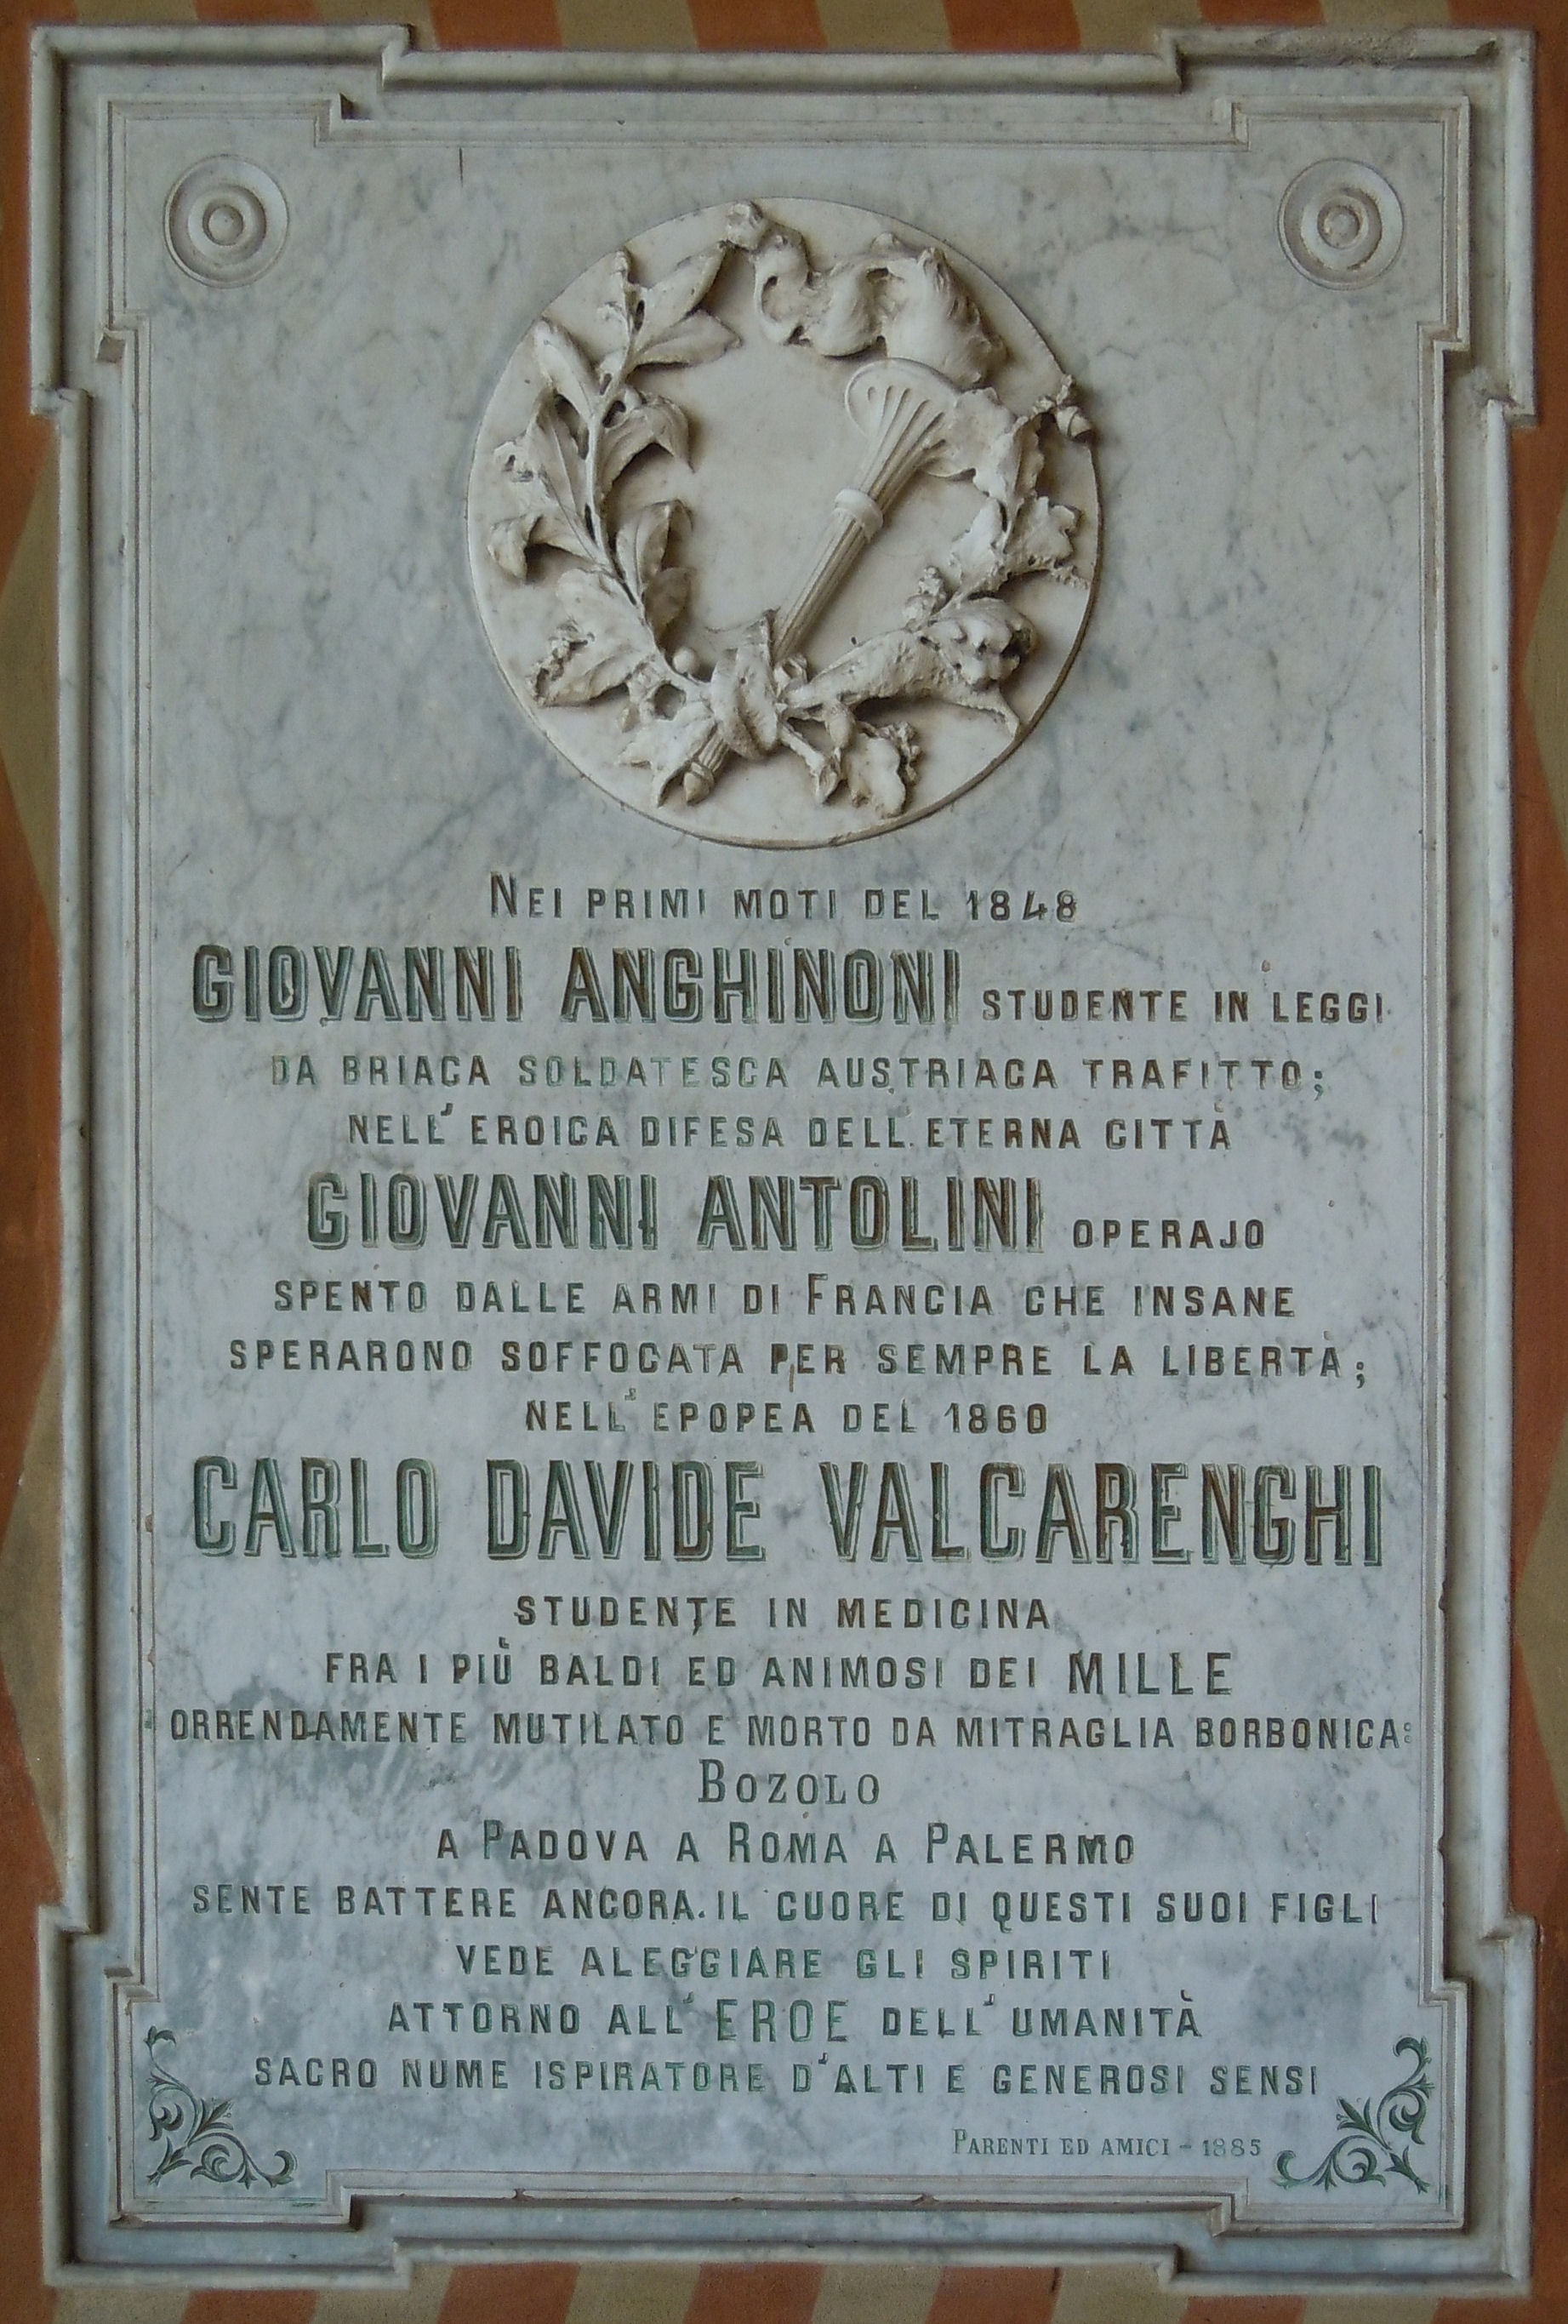 NEI PRIMI MOTI DEL 1848
GIOVANNI ANGHINONI STUDENTE IN LEGGI
DA BRIACA SOLDATESCA AUSTRIACA TRAFITTO;
NELL'EROICA DIFESA DELL'ETERNA CITTÀ
GIOVANNI ANTOLINI OPERAJO
SPENTO DALLE ARMI DI FRANCIA CHE INSANE
SPERARONO SOFFOCATA PER SEMPRE LA LIBERTÀ;
NELL'EPOPEA DEL 1860
CARLO DAVIDE VALCARENGHI
STUDENTE IN MEDICINA
FRA I PIÙ BALDI ED ANIMOSI DEI MILLE
ORRENDAMENTE MUTILATO E MORTO DA MITRAGLIA BORBONICA:
BOZOLO
A PADOVA A ROMA A PALERMO
SENTE BATTERE ANCORA IL CUORE DI QUESTI SUOI FIGLI
VEDE ALEGGIARE GLI SPIRITI
ATTORNO ALL'EROE DELL'UMANITÀ
SACRO NUME ISPIRATORE D'ALTI E GENEROSI SENSI
PARENTI ED AMICI - 1885